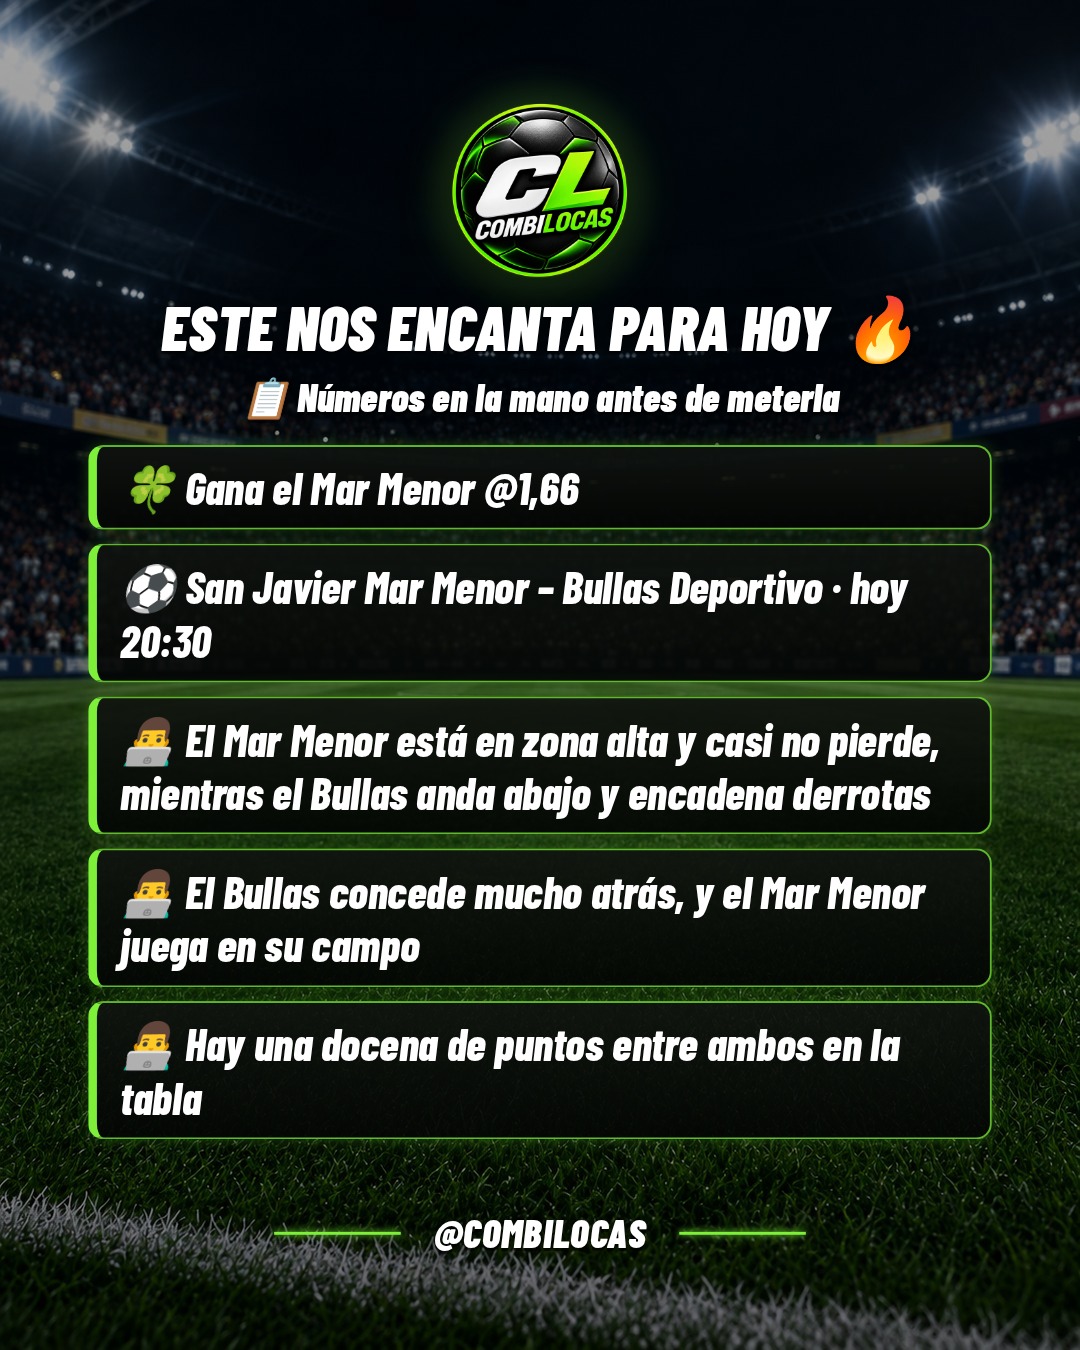 CL
COMBILOCAS
ESTE NOS ENCANTA PARA HOY 🔥
📋 Números en la mano antes de meterla
🍀 Gana el Mar Menor @1,66
⚽ San Javier Mar Menor – Bullas Deportivo · hoy
20:30
👨‍💻 El Mar Menor está en zona alta y casi no pierde,
mientras el Bullas anda abajo y encadena derrotas
👨‍💻 El Bullas concede mucho atrás, y el Mar Menor
juega en su campo
👨‍💻 Hay una docena de puntos entre ambos en la
tabla
@COMBILOCAS